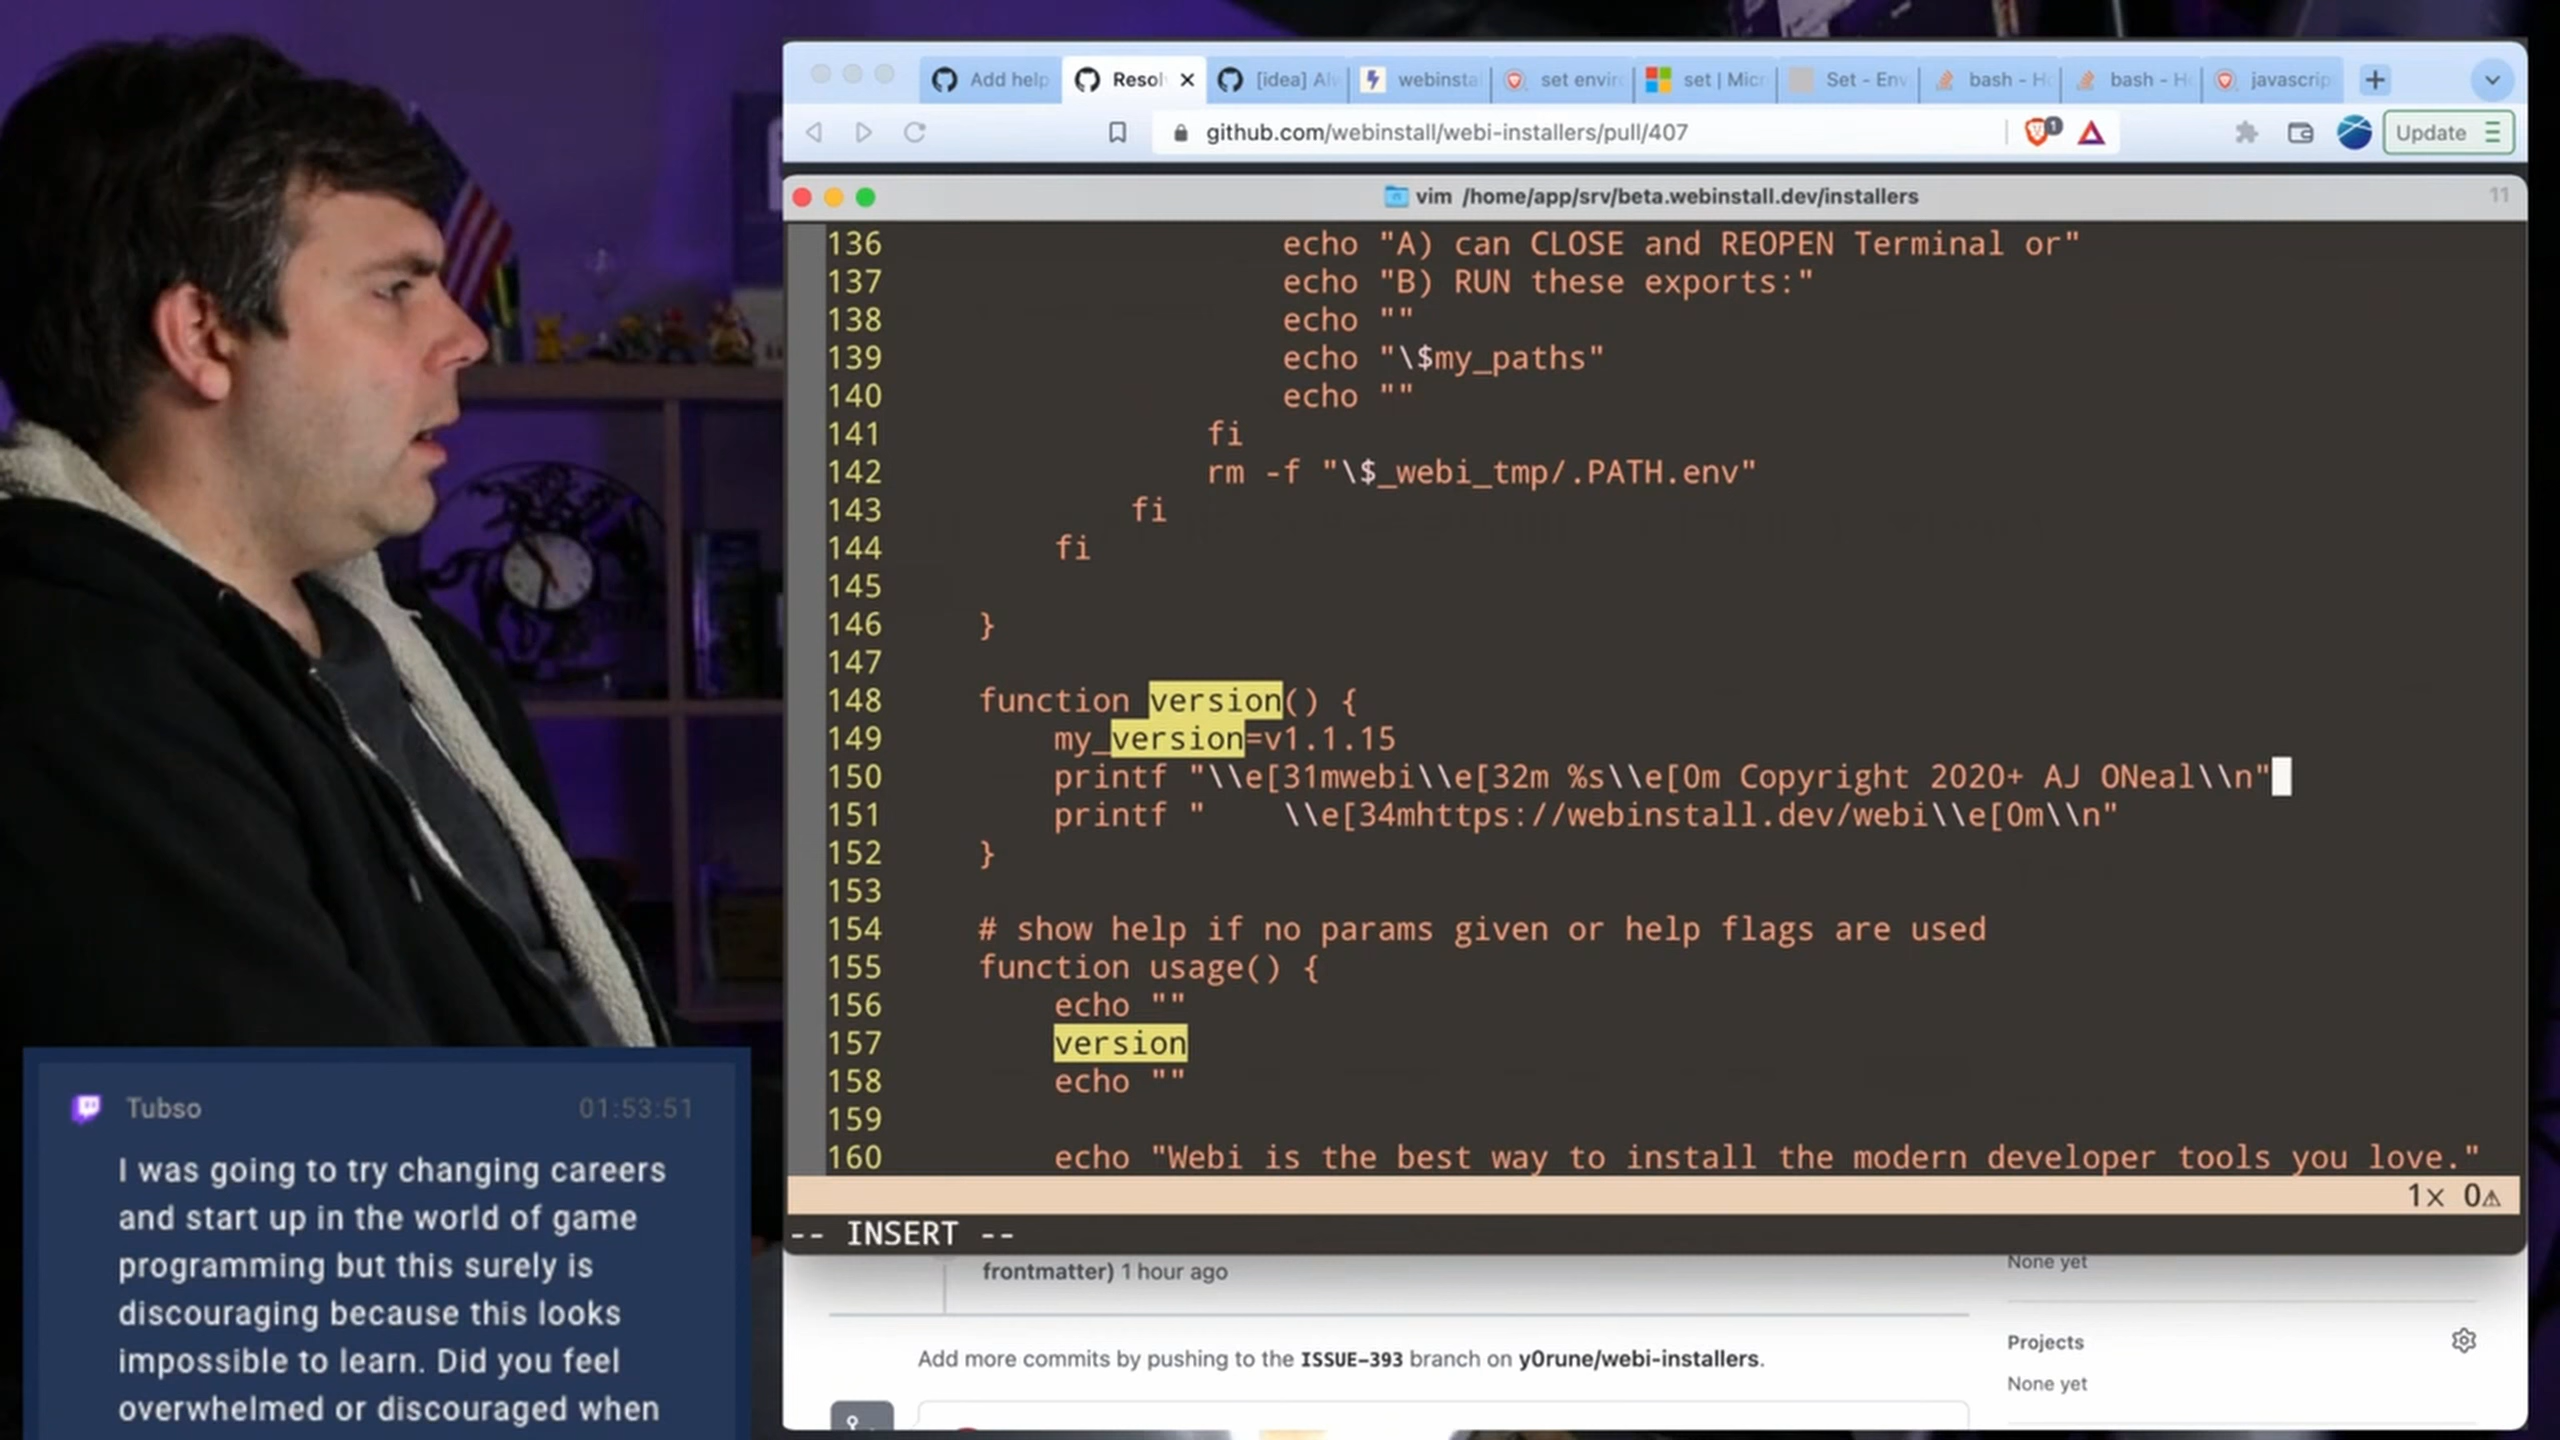 Add help
Resol
[idea] Al
webinsta
set enviro
set | Micr
Set - Env
bash - Ho
bash - H
javascrip
github.com/webinstall/webi-installers/pull/407
1
Update
vim /home/app/srv/beta.webinstall.dev/installers
11
136 echo "A) can CLOSE and REOPEN Terminal or"
137 echo "B) RUN these exports:"
138 echo ""
139 echo "\$my_paths"
140 echo ""
141 fi
142 rm -f "\$_webi_tmp/.PATH.env"
143 fi
144 fi
145
146 }
147
148 function version() {
149 my_version=v1.1.15
150 printf "\\e[31mwebi\\e[32m %s\\e[0m Copyright 2020+ AJ ONeal\\n"
151 printf "    \\e[34mhttps://webinstall.dev/webi\\e[0m\\n"
152 }
153
154 # show help if no params given or help flags are used
155 function usage() {
156 echo ""
157 version
158 echo ""
159
160 echo "Webi is the best way to install the modern developer tools you love."
1× 0⚠
-- INSERT --
frontmatter) 1 hour ago
None yet
Add more commits by pushing to the ISSUE-393 branch on y0rune/webi-installers.
Projects
None yet
Tubso 01:53:51
I was going to try changing careers
and start up in the world of game
programming but this surely is
discouraging because this looks
impossible to learn. Did you feel
overwhelmed or discouraged when